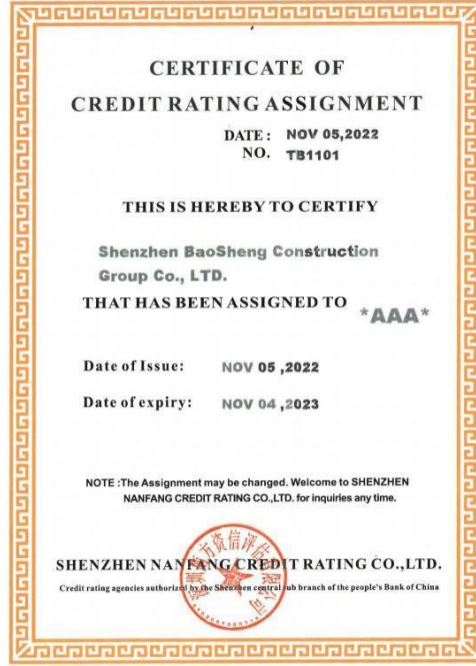 CERTIFICATE OF
CREDIT RATING ASSIGNMENT
DATE: NOV 05,2022
NO. TB1101
THIS IS HEREBY TO CERTIFY
Shenzhen BaoSheng Construction
Group Co., LTD.
THAT HAS BEEN ASSIGNED TO *AAA*
Date of Issue: NOV 05 ,2022
Date of expiry: NOV 04 ,2023
NOTE :The Assignment may be changed. Welcome to SHENZHEN
NANFANG CREDIT RATING CO.,LTD. for inquiries any time.
SHENZHEN NANFANG CREDIT RATING CO.,LTD.
Credit rating agencies authorized by the Shenzhen central sub branch of the people's Bank of China